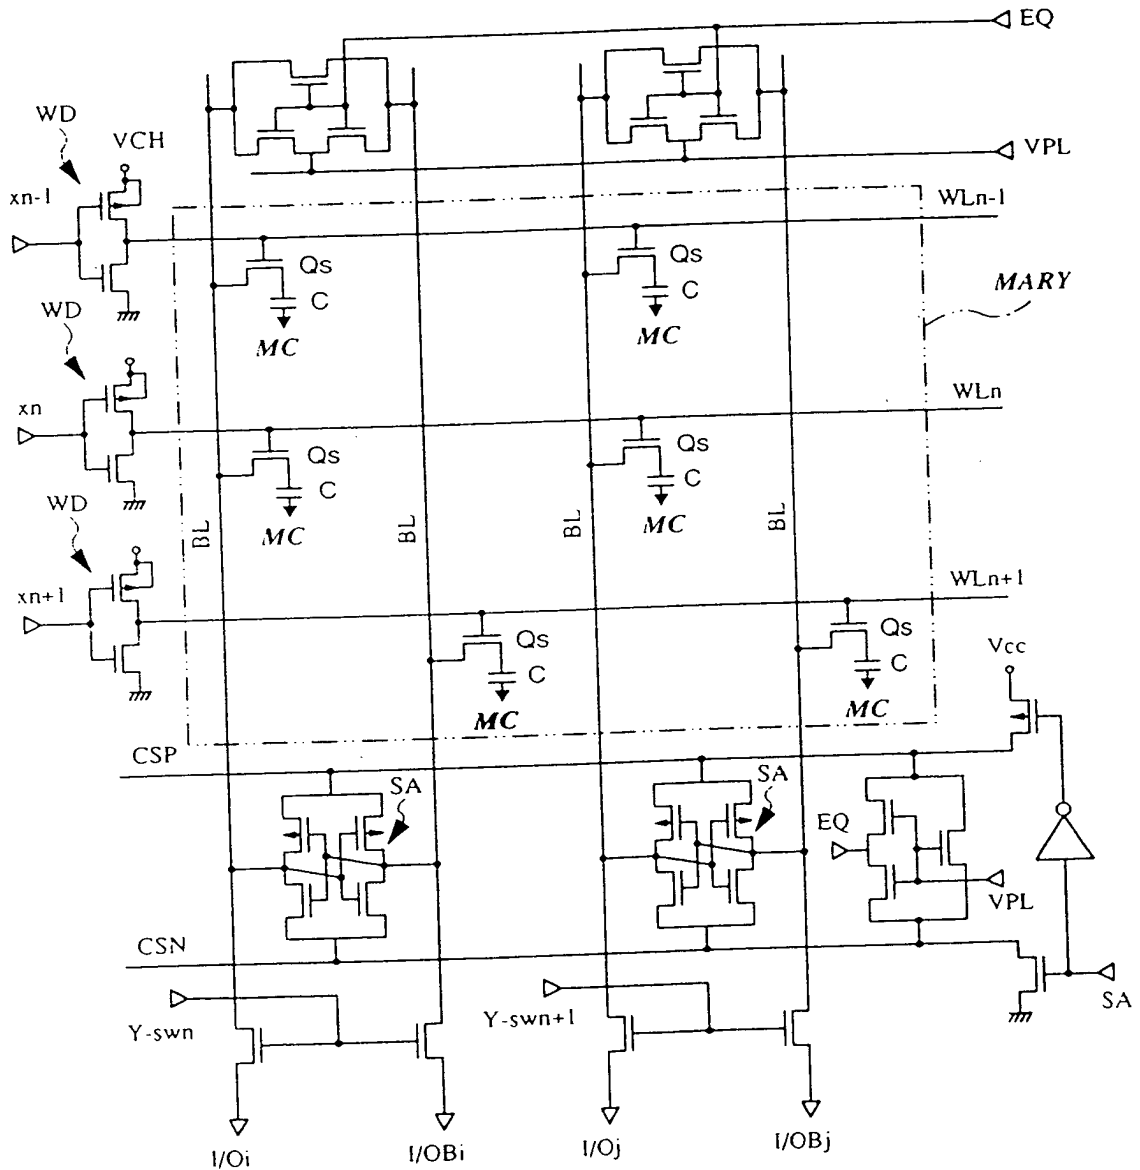 EQ
WD
VCH
VPL
xn-1
WLn-1
Qs
Qs
C
C
MARY
WD
MC
MC
xn
WLn
Qs
Qs
C
C
WD
BL
BL
BL
BL
MC
MC
xn+1
WLn+1
Qs
Qs
Vcc
C
C
MC
MC
CSP
SA
SA
EQ
VPL
CSN
SA
Y-swn
Y-swn+1
I/Oi
I/OBi
I/Oj
I/OBj